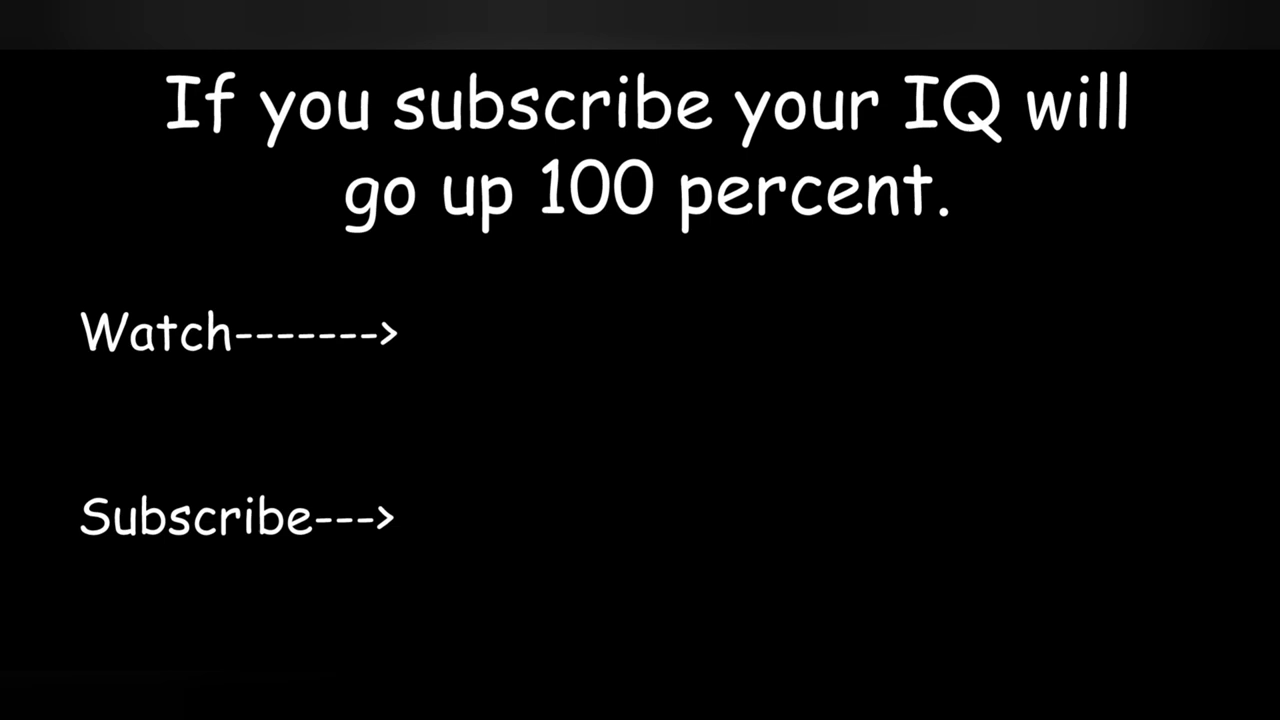 If you subscribe your IQ will
go up 100 percent.
Watch------->
Subscribe--->